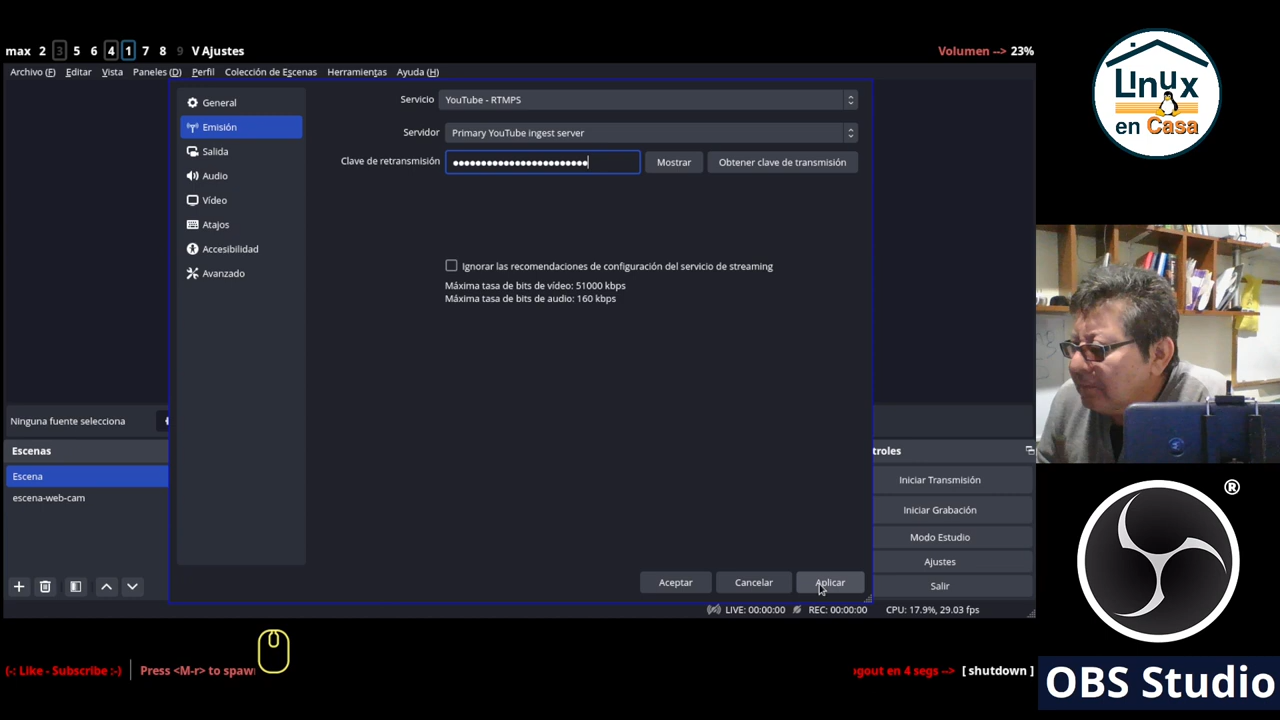 max 2 3 5 6 4 1 7 8 9 V Ajustes
Volumen --> 23%
Archivo (F) Editar Vista Paneles (D) Perfil Colección de Escenas Herramientas Ayuda (H)
General
Emisión
Salida
Audio
Vídeo
Atajos
Accesibilidad
Avanzado
Servicio YouTube - RTMPS
Servidor Primary YouTube ingest server
Clave de retransmisión ●●●●●●●●●●●●●●●●●●●●●●●● Mostrar Obtener clave de transmisión
Ignorar las recomendaciones de configuración del servicio de streaming
Máxima tasa de bits de vídeo: 51000 kbps
Máxima tasa de bits de audio: 160 kbps
Ninguna fuente selecciona
Escenas
Escena
escena-web-cam
troles
Iniciar Transmisión
Iniciar Grabación
Modo Estudio
Ajustes
Salir
Aceptar Cancelar Aplicar
LIVE: 00:00:00 REC: 00:00:00 CPU: 17.9%, 29.03 fps
(-: Like - Subscribe :-) Press <M-r> to spaw
gout en 4 segs --> [ shutdown ]
Linux
en Casa
®
OBS Studio